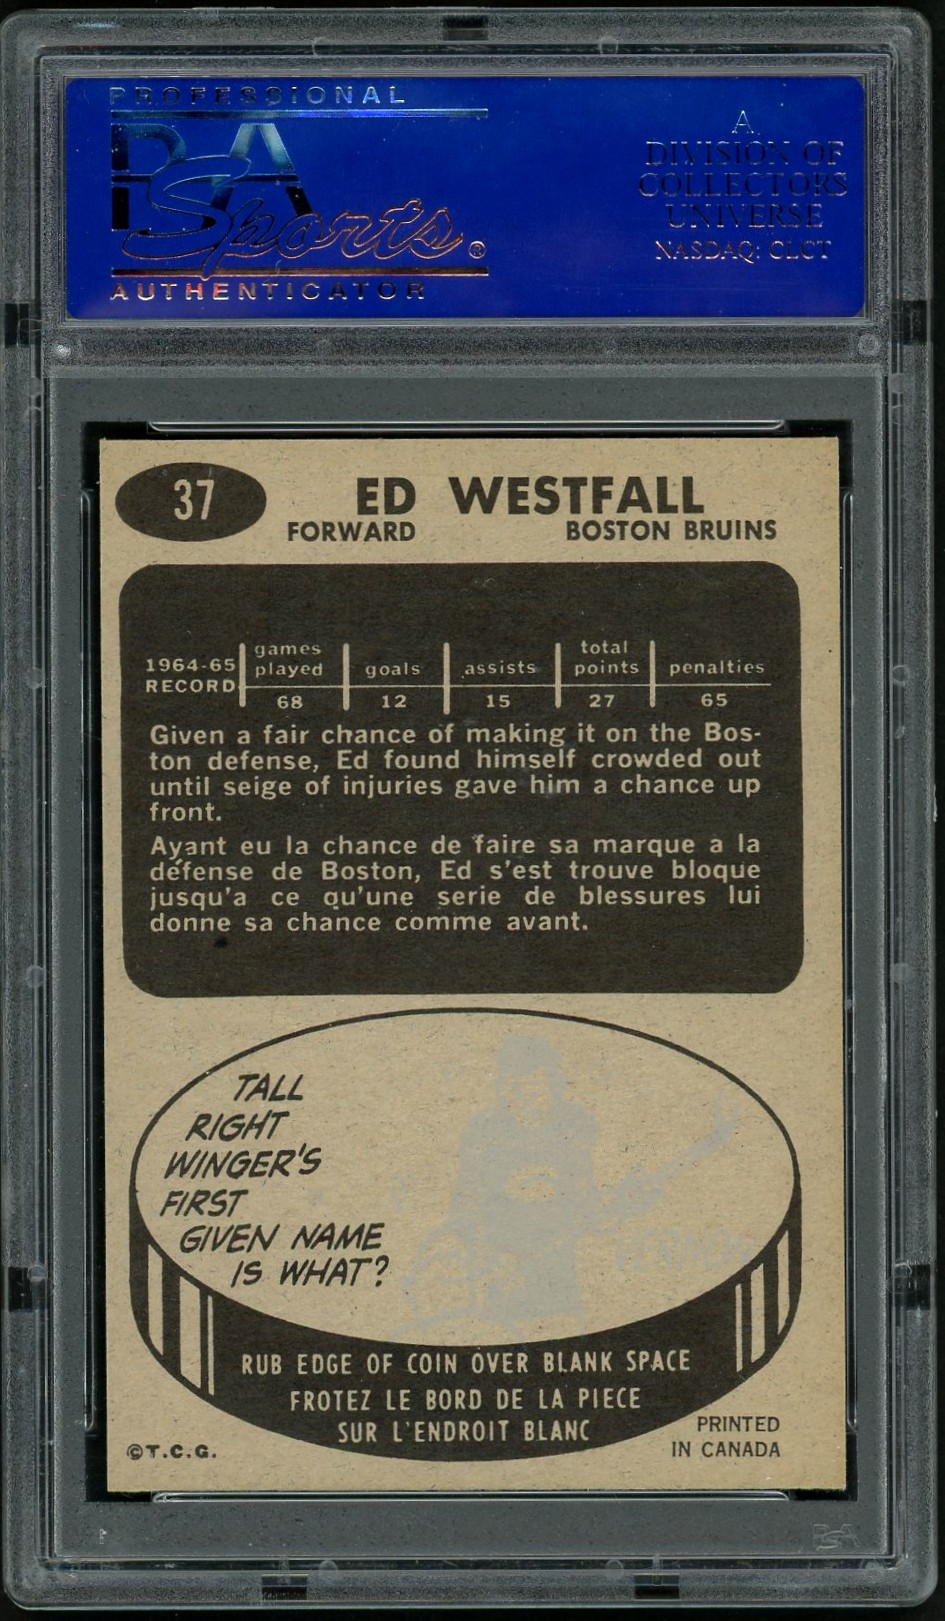 PROFESSIONAL
PSA
Sports®
AUTHENTICATOR
A
DIVISION OF
COLLECTORS
UNIVERSE
NASDAQ: CLCT
37
ED WESTFALL
FORWARD BOSTON BRUINS
1964-65 RECORD games played goals assists total points penalties
68 12 15 27 65
Given a fair chance of making it on the Bos-
ton defense, Ed found himself crowded out
until seige of injuries gave him a chance up
front.
Ayant eu la chance de faire sa marque a la
défense de Boston, Ed s'est trouve bloque
jusqu'a ce qu'une serie de blessures lui
donne sa chance comme avant.
TALL
RIGHT
WINGER'S
FIRST
GIVEN NAME
IS WHAT?
RUB EDGE OF COIN OVER BLANK SPACE
FROTEZ LE BORD DE LA PIECE
SUR L'ENDROIT BLANC
©T.C.G.
PRINTED
IN CANADA
PSA